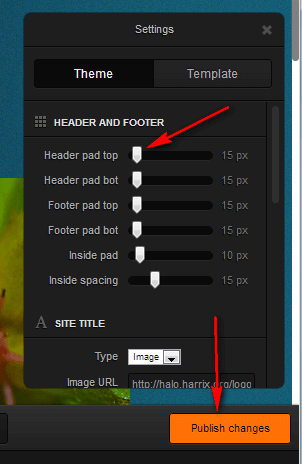 Settings
Theme Template
HEADER AND FOOTER
Header pad top 15 px
Header pad bot 15 px
Footer pad top 15 px
Footer pad bot 15 px
Inside pad 10 px
Inside spacing 15 px
A SITE TITLE
Type Image
Image URL http://halo.harrix.org/logo
Publish changes